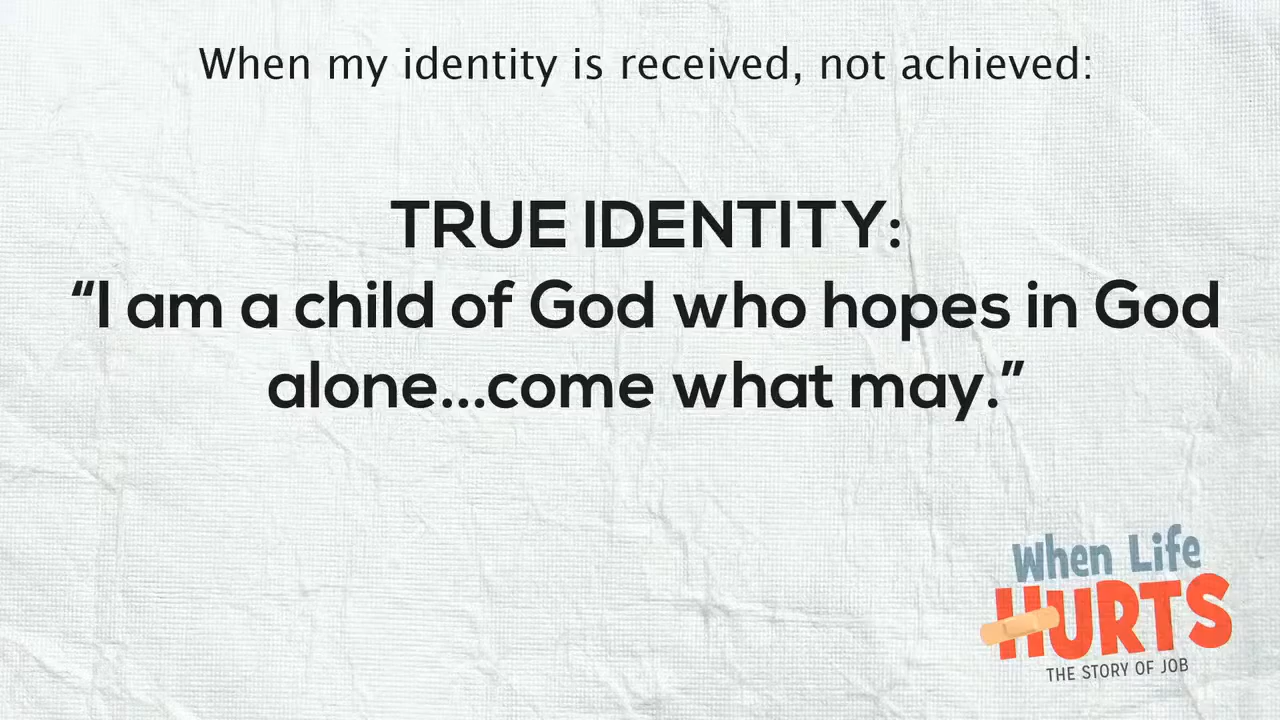 When my identity is received, not achieved:
TRUE IDENTITY:
“I am a child of God who hopes in God
alone...come what may.”
When Life
HURTS
THE STORY OF JOB